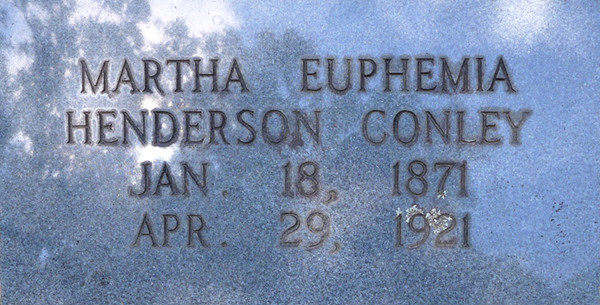 MARTHA EUPHEMIA
HENDERSON CONLEY
JAN. 18, 1871
APR. 29, 1921